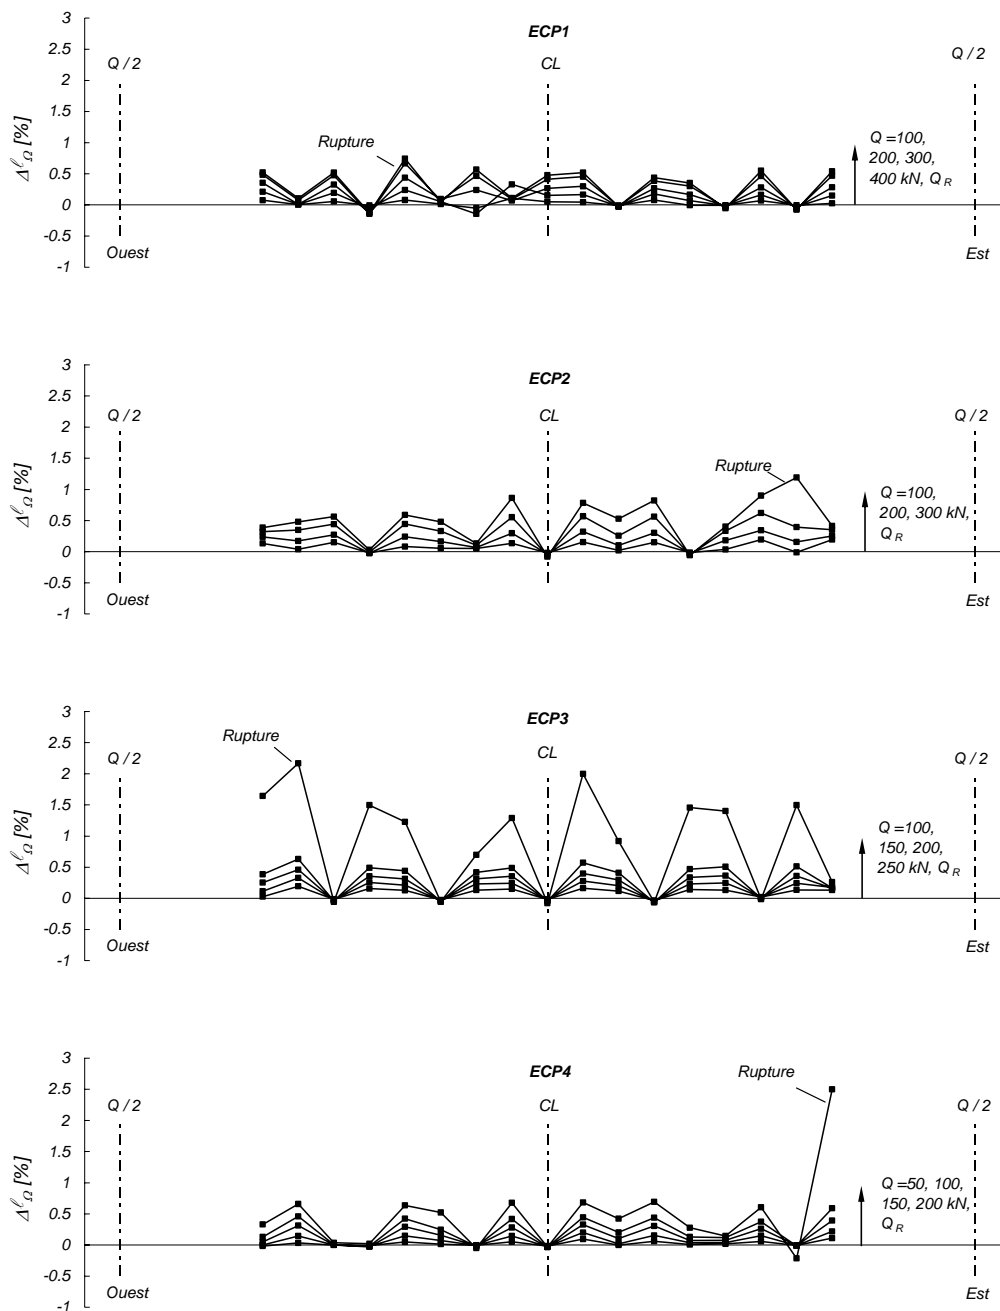 ECP1
3
2.5
2
1.5
1
0.5
0
-0.5
-1
Δℓ_Ω [%]
Q / 2
CL
Q / 2
Rupture
Q =100,
200, 300,
400 kN, Q_R
Ouest
Est
ECP2
3
2.5
2
1.5
1
0.5
0
-0.5
-1
Δℓ_Ω [%]
Q / 2
CL
Q / 2
Rupture
Q =100,
200, 300 kN,
Q_R
Ouest
Est
ECP3
3
2.5
2
1.5
1
0.5
0
-0.5
-1
Δℓ_Ω [%]
Rupture
Q / 2
CL
Q / 2
Q =100,
150, 200,
250 kN, Q_R
Ouest
Est
ECP4
3
2.5
2
1.5
1
0.5
0
-0.5
-1
Δℓ_Ω [%]
Rupture
Q / 2
CL
Q / 2
Q =50, 100,
150, 200 kN,
Q_R
Ouest
Est